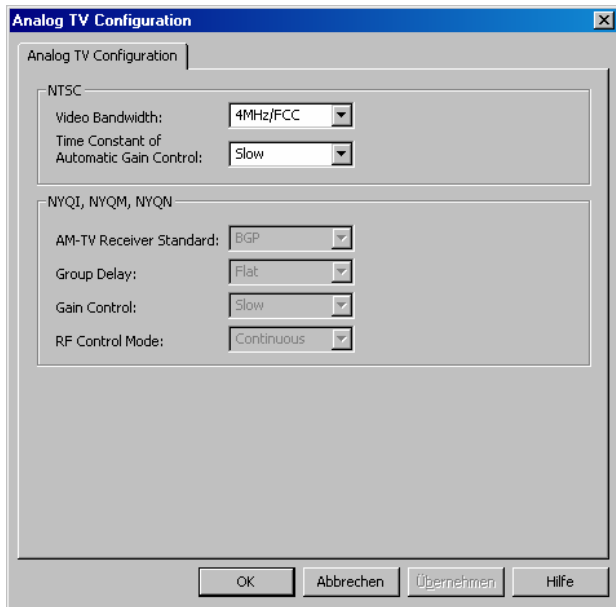 Analog TV Configuration
Analog TV Configuration
NTSC
Video Bandwidth: 4MHz/FCC
Time Constant of
Automatic Gain Control: Slow
NYQI, NYQM, NYQN
AM-TV Receiver Standard: BGP
Group Delay: Flat
Gain Control: Slow
RF Control Mode: Continuous
OK Abbrechen Übernehmen Hilfe